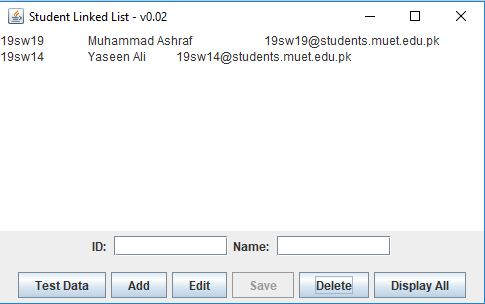 Student Linked List - v0.02
19sw19 Muhammad Ashraf 19sw19@students.muet.edu.pk
19sw14 Yaseen Ali 19sw14@students.muet.edu.pk
ID: Name:
Test Data Add Edit Save Delete Display All